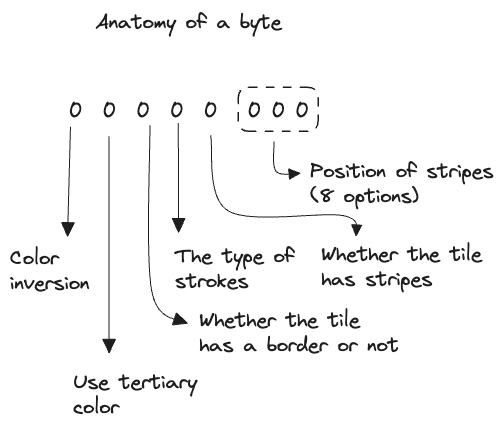 Anatomy of a byte
0 0 0 0 0 0 0 0
Position of stripes
(8 options)
Color
inversion
The type of
strokes
Whether the tile
has stripes
Whether the tile
has a border or not
Use tertiary
color